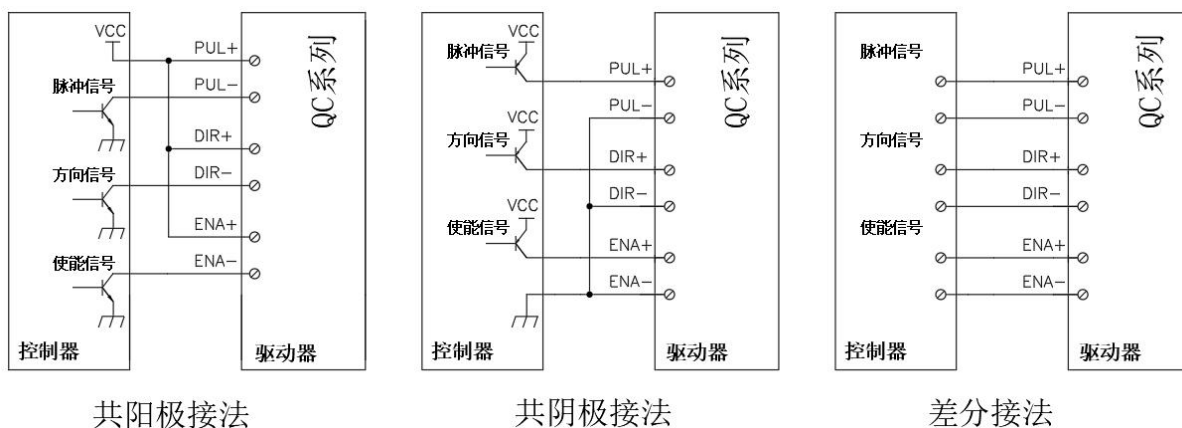 VCC
PUL+
脉冲信号
PUL-
DIR+
方向信号
DIR-
ENA+
使能信号
ENA-
QC系列
控制器
驱动器
共阳极接法
VCC
脉冲信号
PUL+
PUL-
VCC
方向信号
DIR+
DIR-
VCC
使能信号
ENA+
ENA-
QC系列
控制器
驱动器
共阴极接法
脉冲信号
PUL+
PUL-
方向信号
DIR+
DIR-
使能信号
ENA+
ENA-
QC系列
控制器
驱动器
差分接法